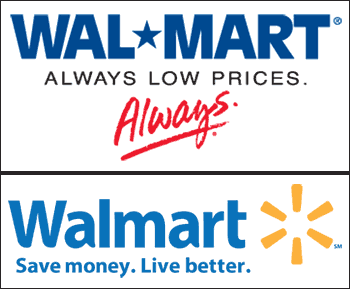 WAL★MART®
ALWAYS LOW PRICES.
Always.
Walmart
Save money. Live better.